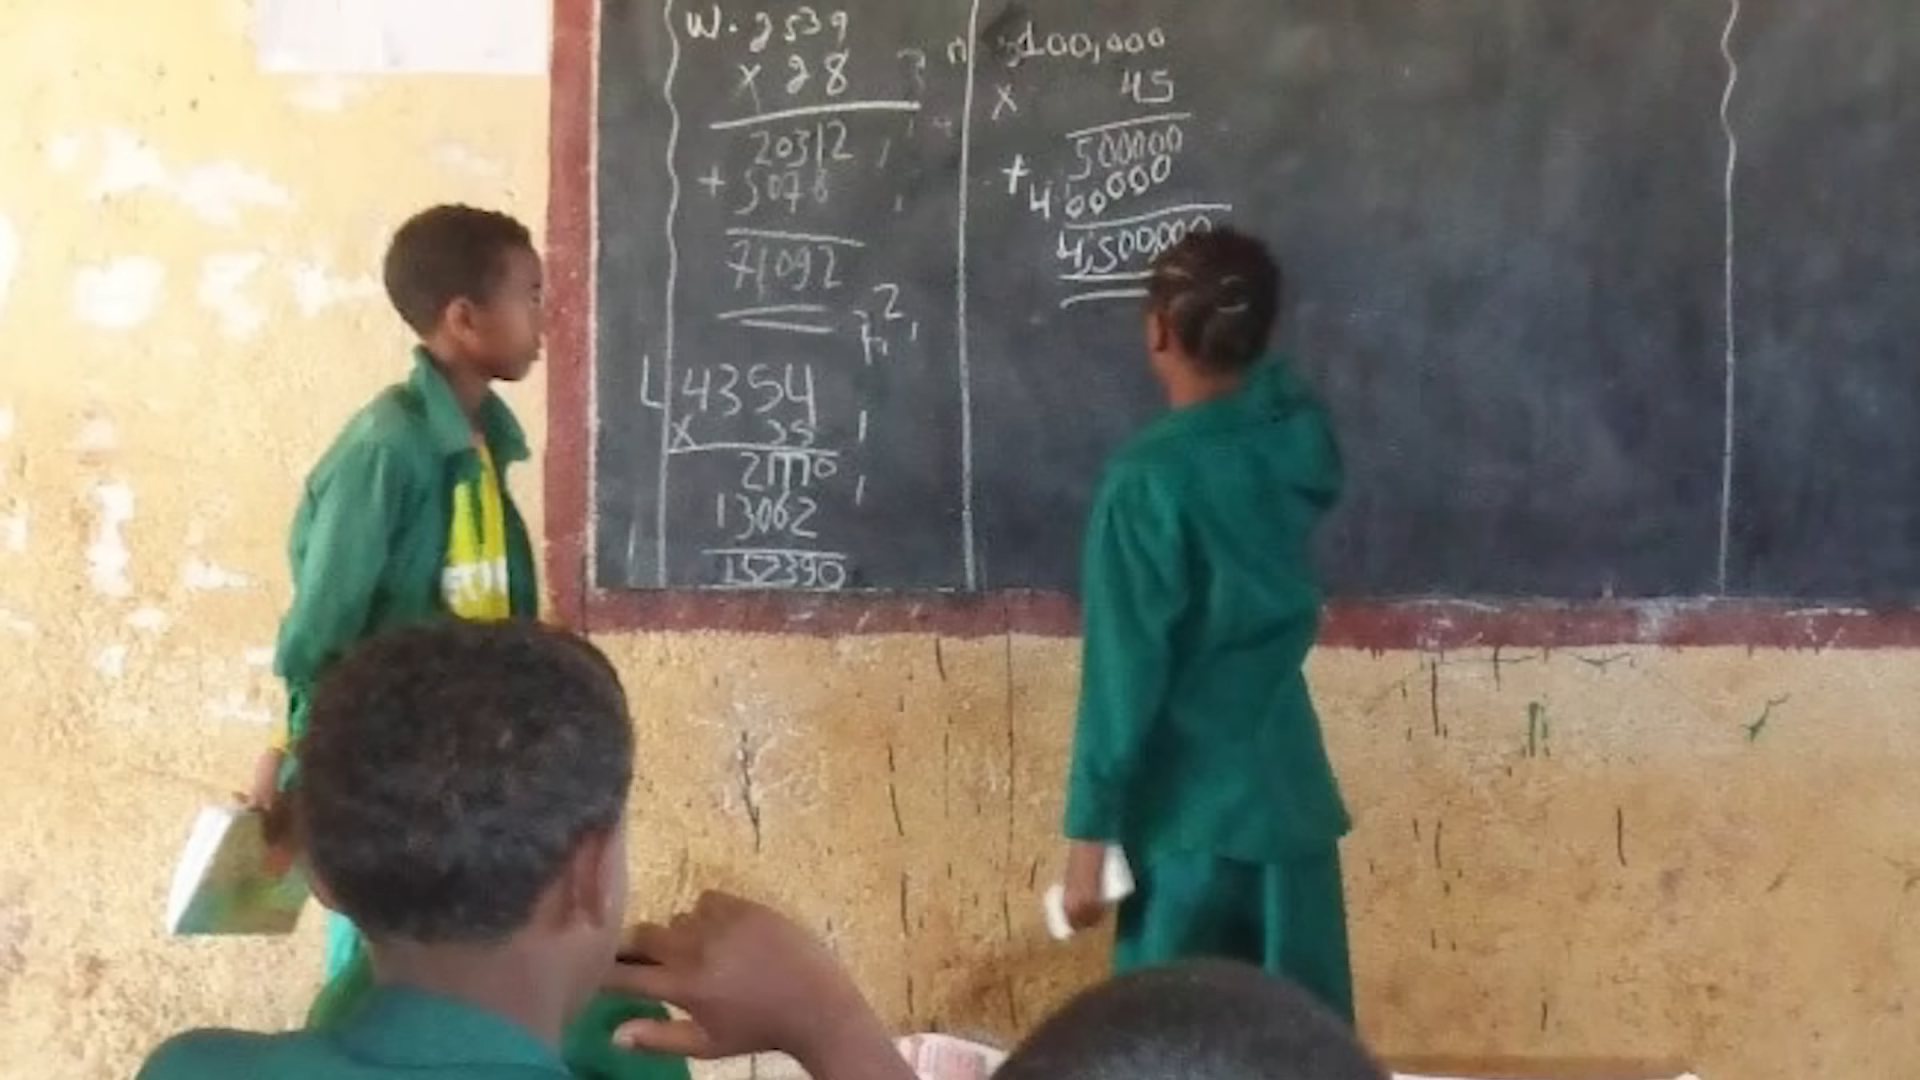 W. 2539
x 28
20312
+ 5078
71092
L 4354
x 35
21770
13062
152390
100,000
x 45
500000
+ 400000
4,500,000